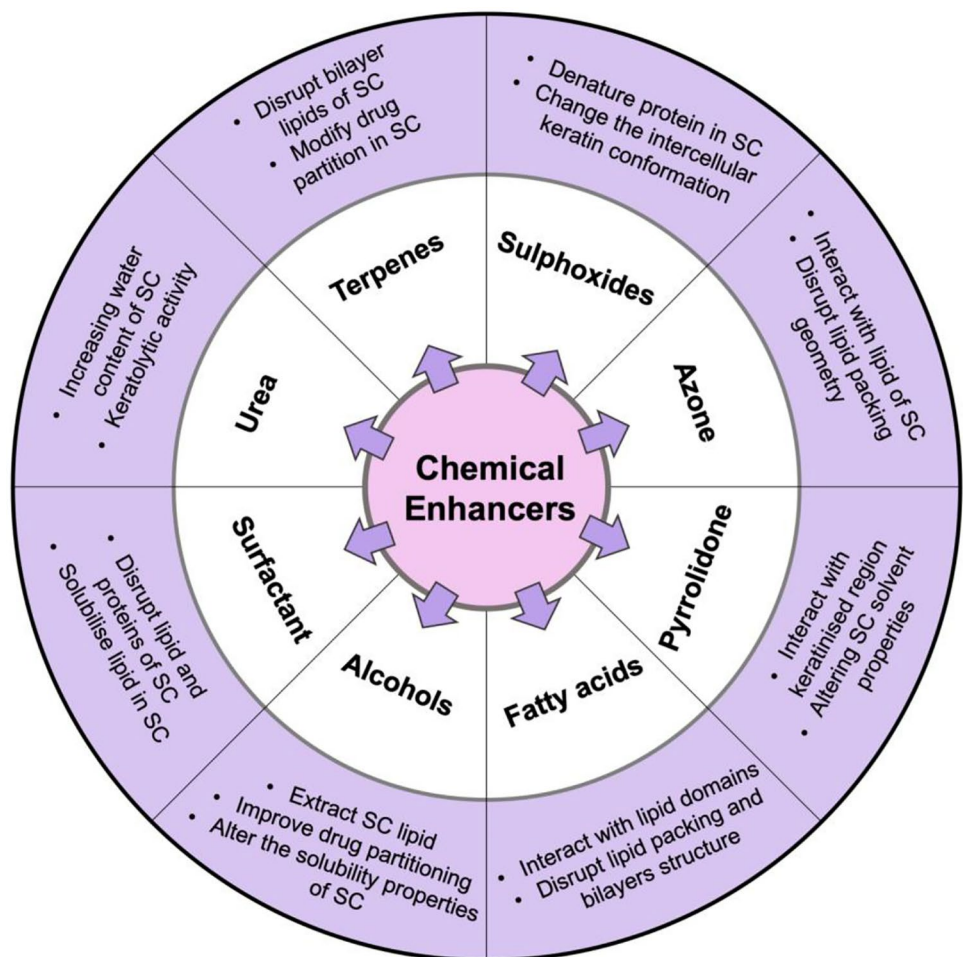 Chemical
Enhancers
Sulphoxides
• Denature protein in SC
• Change the intercellular
keratin conformation
Azone
• Interact with lipid of SC
• Disrupt lipid packing
geometry
Pyrrolidone
• Interact with
keratinised region
• Altering SC solvent
properties
Fatty acids
• Interact with lipid domains
• Disrupt lipid packing and
bilayers structure
Alcohols
• Extract SC lipid
• Improve drug partitioning
• Alter the solubility properties
of SC
Surfactant
• Disrupt lipid and
proteins of SC
• Solubilise lipid in SC
Urea
• Increasing water
content of SC
• Keratolytic activity
Terpenes
• Disrupt bilayer
lipids of SC
• Modify drug
partition in SC